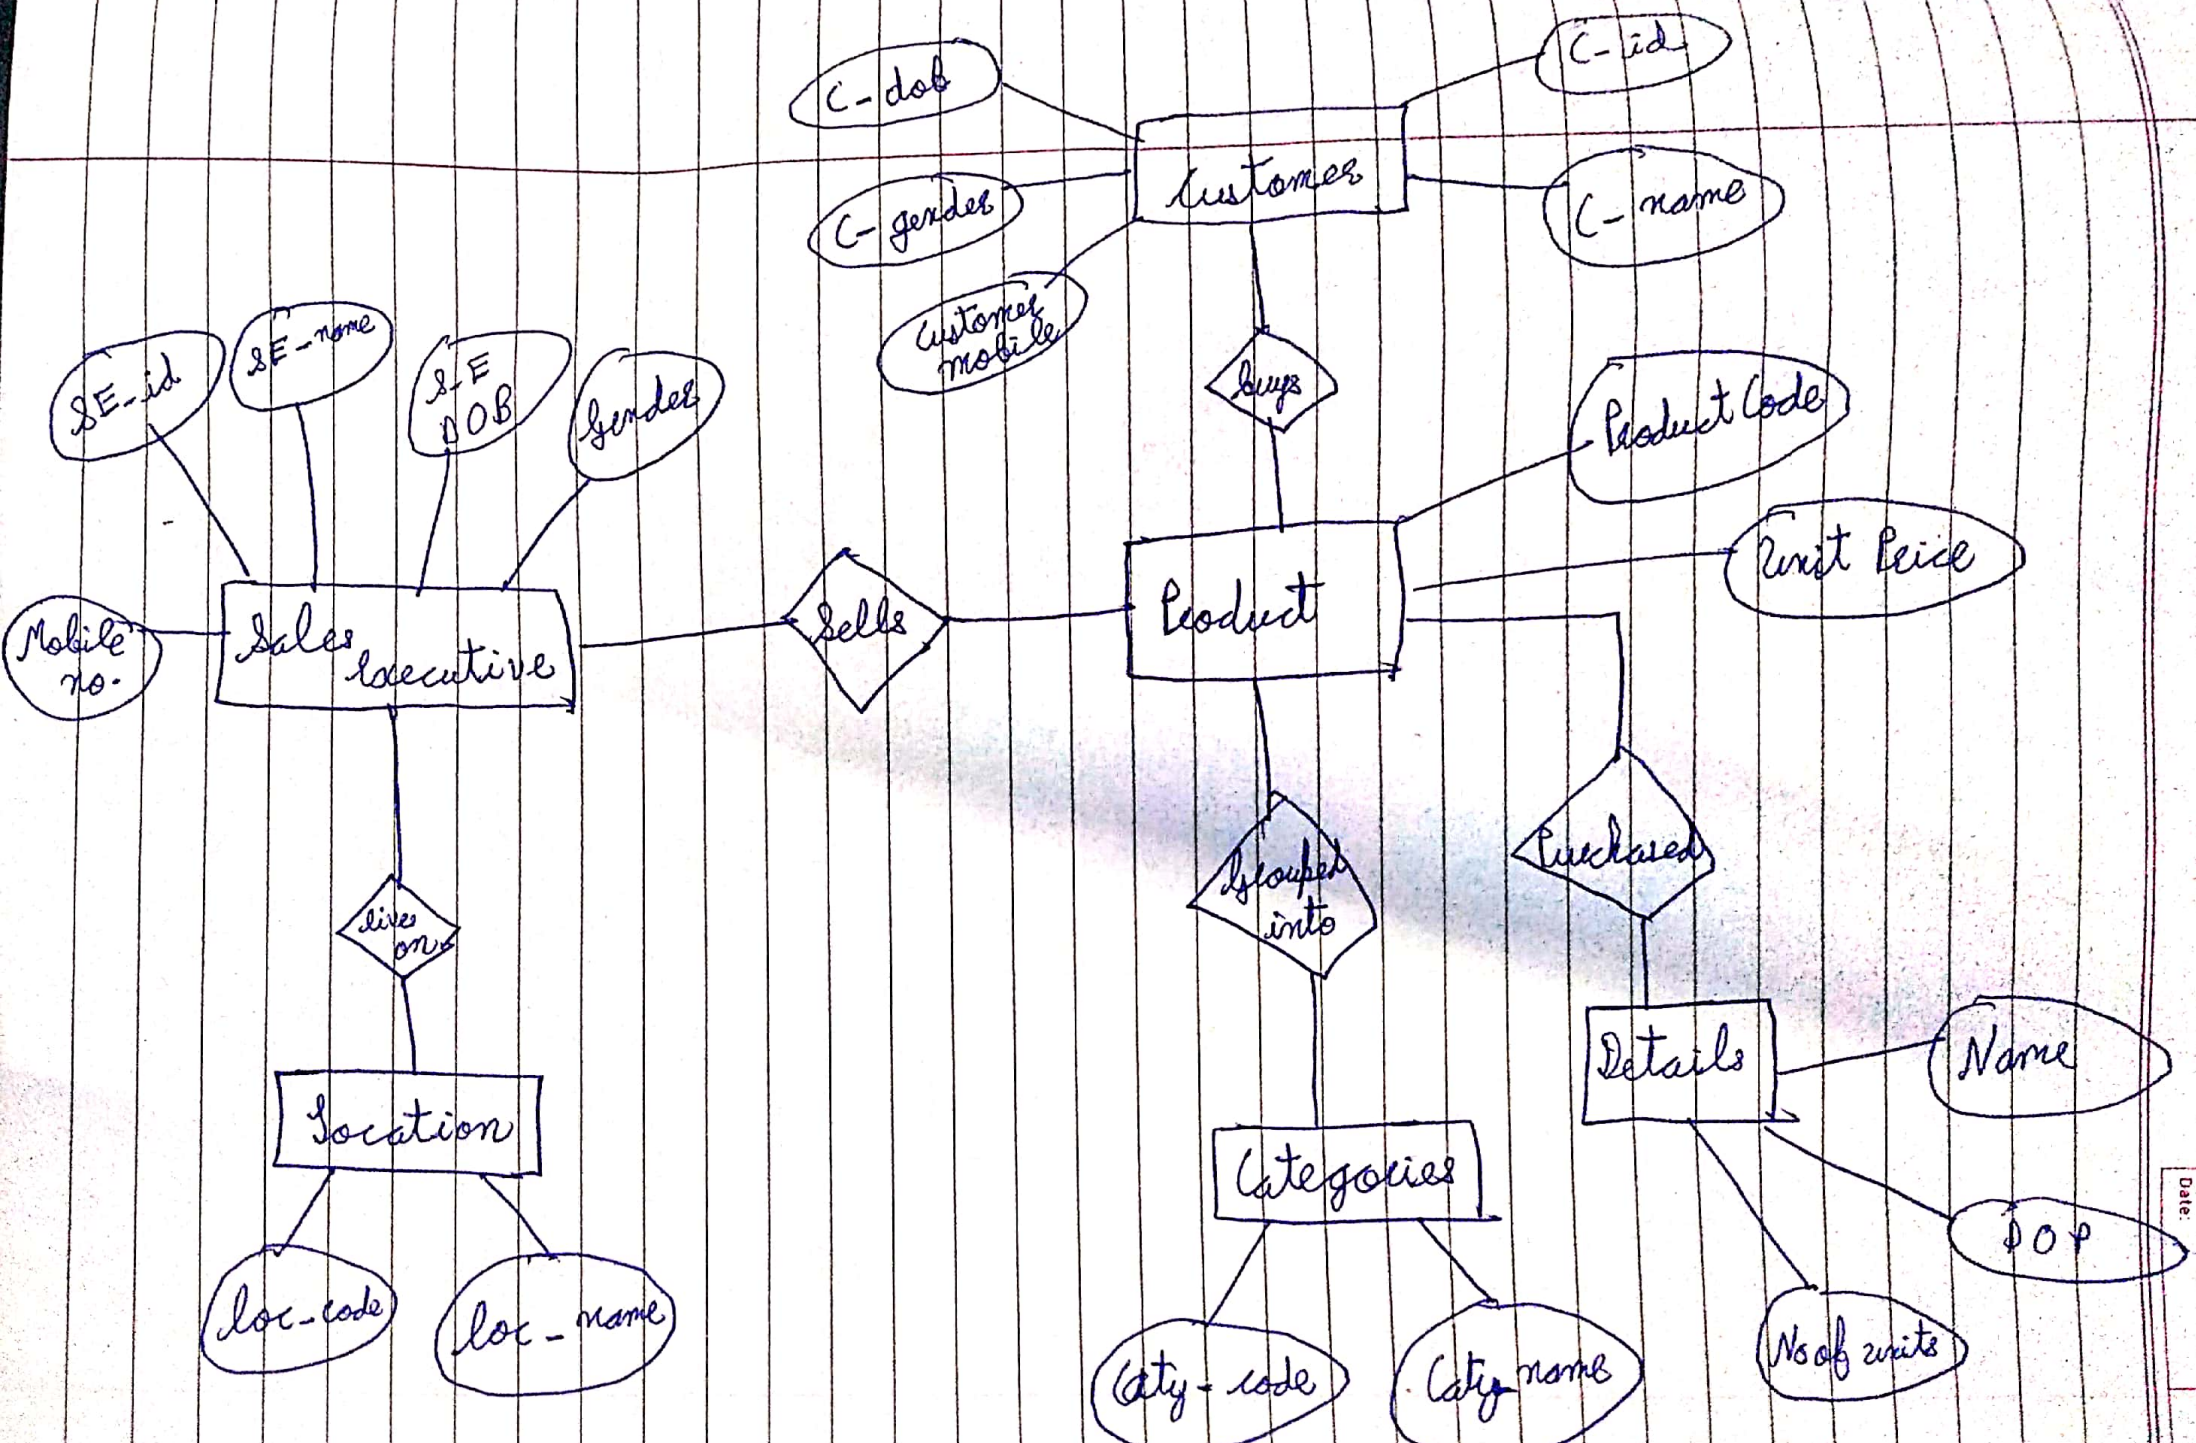 C-id
C-dob
Customer
C-gender
C-name
Customer
mobile
SE-id
SE-name
S-E
DOB
Gender
buys
Product Code
Unit Price
Mobile
no.
Sales
executive
Sells
Product
Purchased
Grouped
into
live
on
Details
Name
Location
Categories
DOP
No of units
loc-code
loc-name
Caty-code
Caty-name
Date: